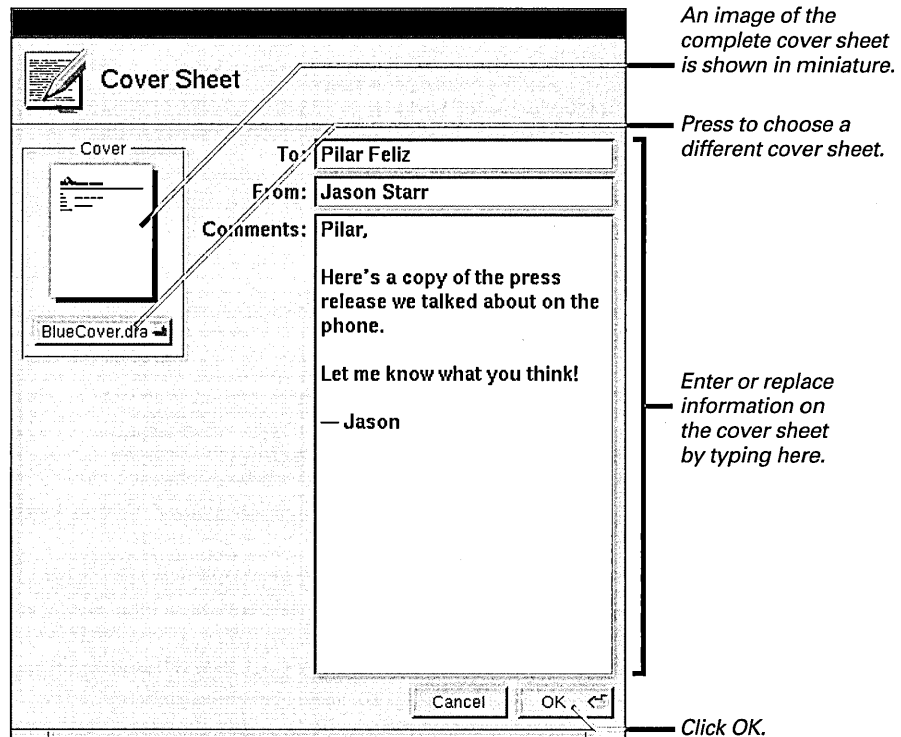 An image of the
complete cover sheet
is shown in miniature.
Cover Sheet
Press to choose a
different cover sheet.
Cover
To: Pilar Feliz
From: Jason Starr
Comments: Pilar,
Here's a copy of the press
release we talked about on the
phone.
BlueCover.dra
Let me know what you think!
— Jason
Enter or replace
information on
the cover sheet
by typing here.
Cancel
OK
Click OK.